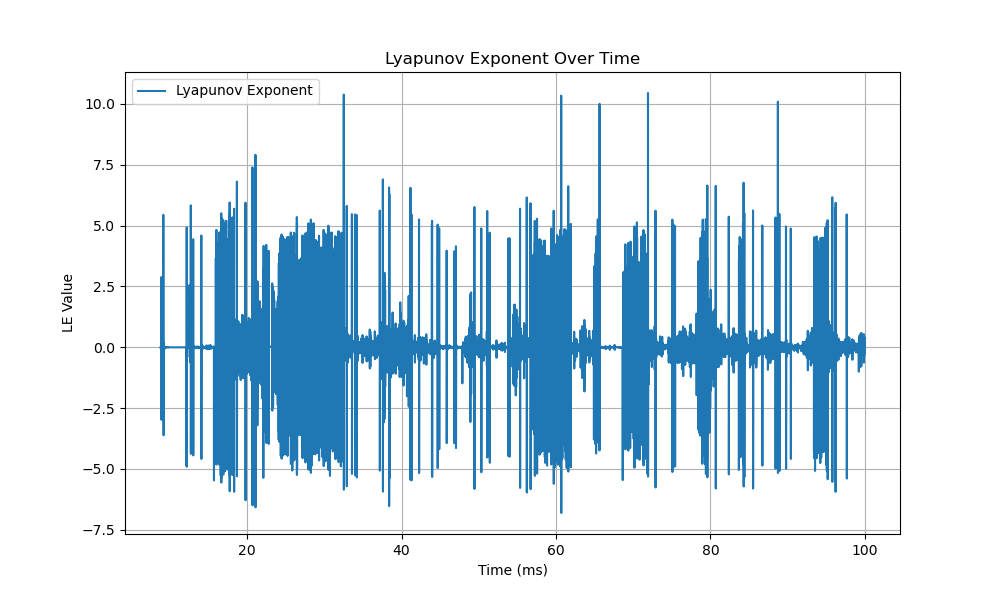 Lyapunov Exponent Over Time
Lyapunov Exponent
10.0
7.5
5.0
2.5
0.0
−2.5
−5.0
−7.5
LE Value
20 40 60 80 100
Time (ms)